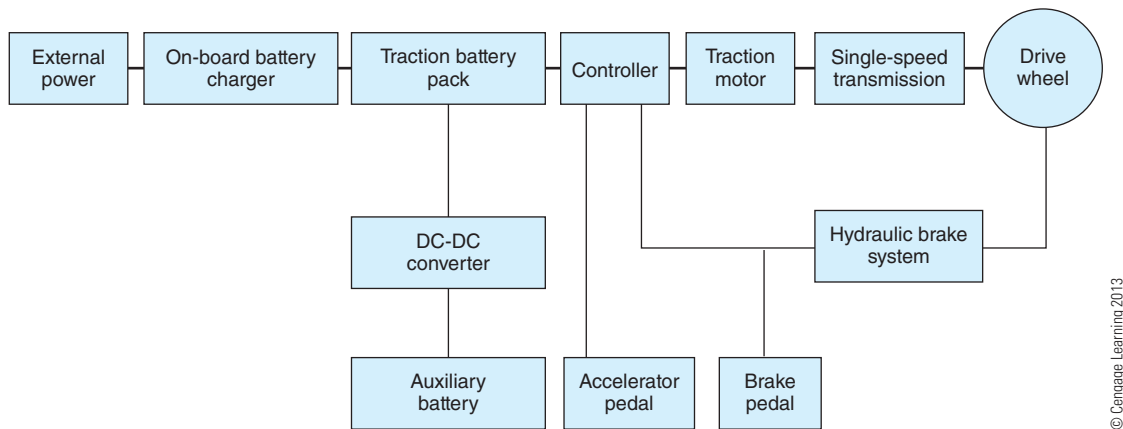 External
power
On-board battery
charger
Traction battery
pack
Controller
Traction
motor
Single-speed
transmission
Drive
wheel
DC-DC
converter
Hydraulic brake
system
Auxiliary
battery
Accelerator
pedal
Brake
pedal
© Cengage Learning 2013